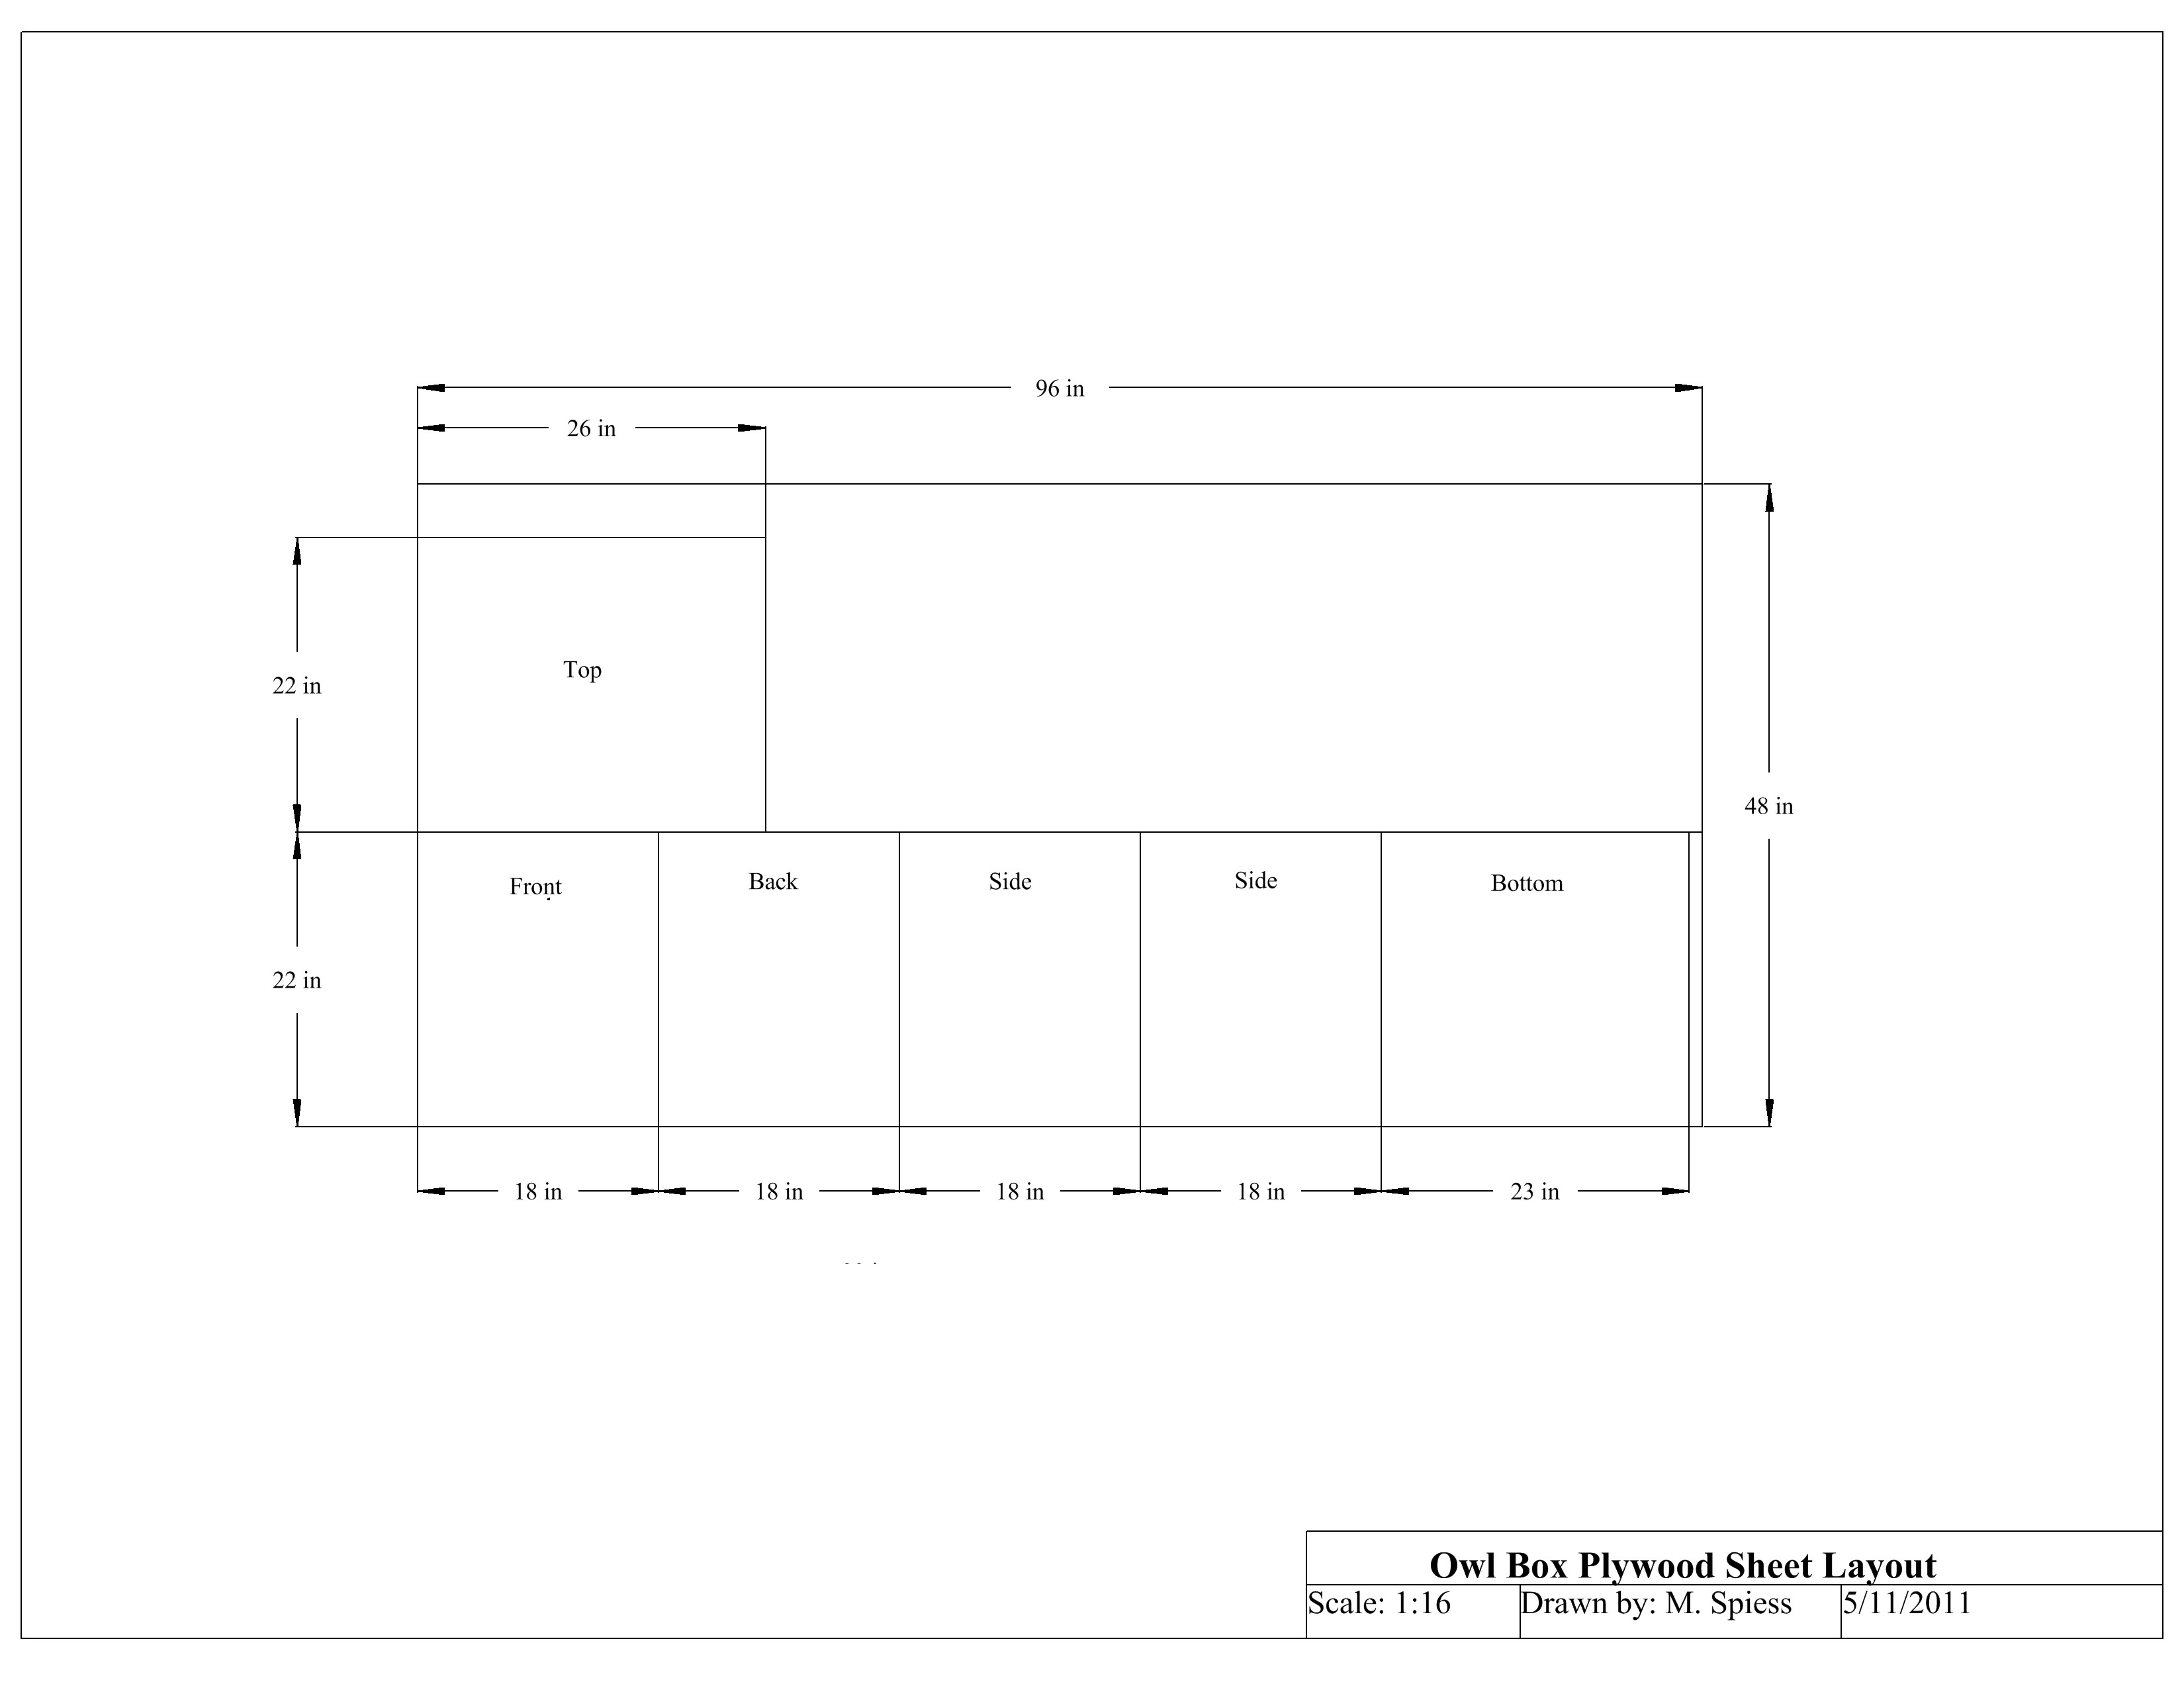 96 in
26 in
22 in
Top
48 in
Front
Back
Side
Side
Bottom
22 in
18 in
18 in
18 in
18 in
23 in
Owl Box Plywood Sheet Layout
Scale: 1:16
Drawn by: M. Spiess
5/11/2011